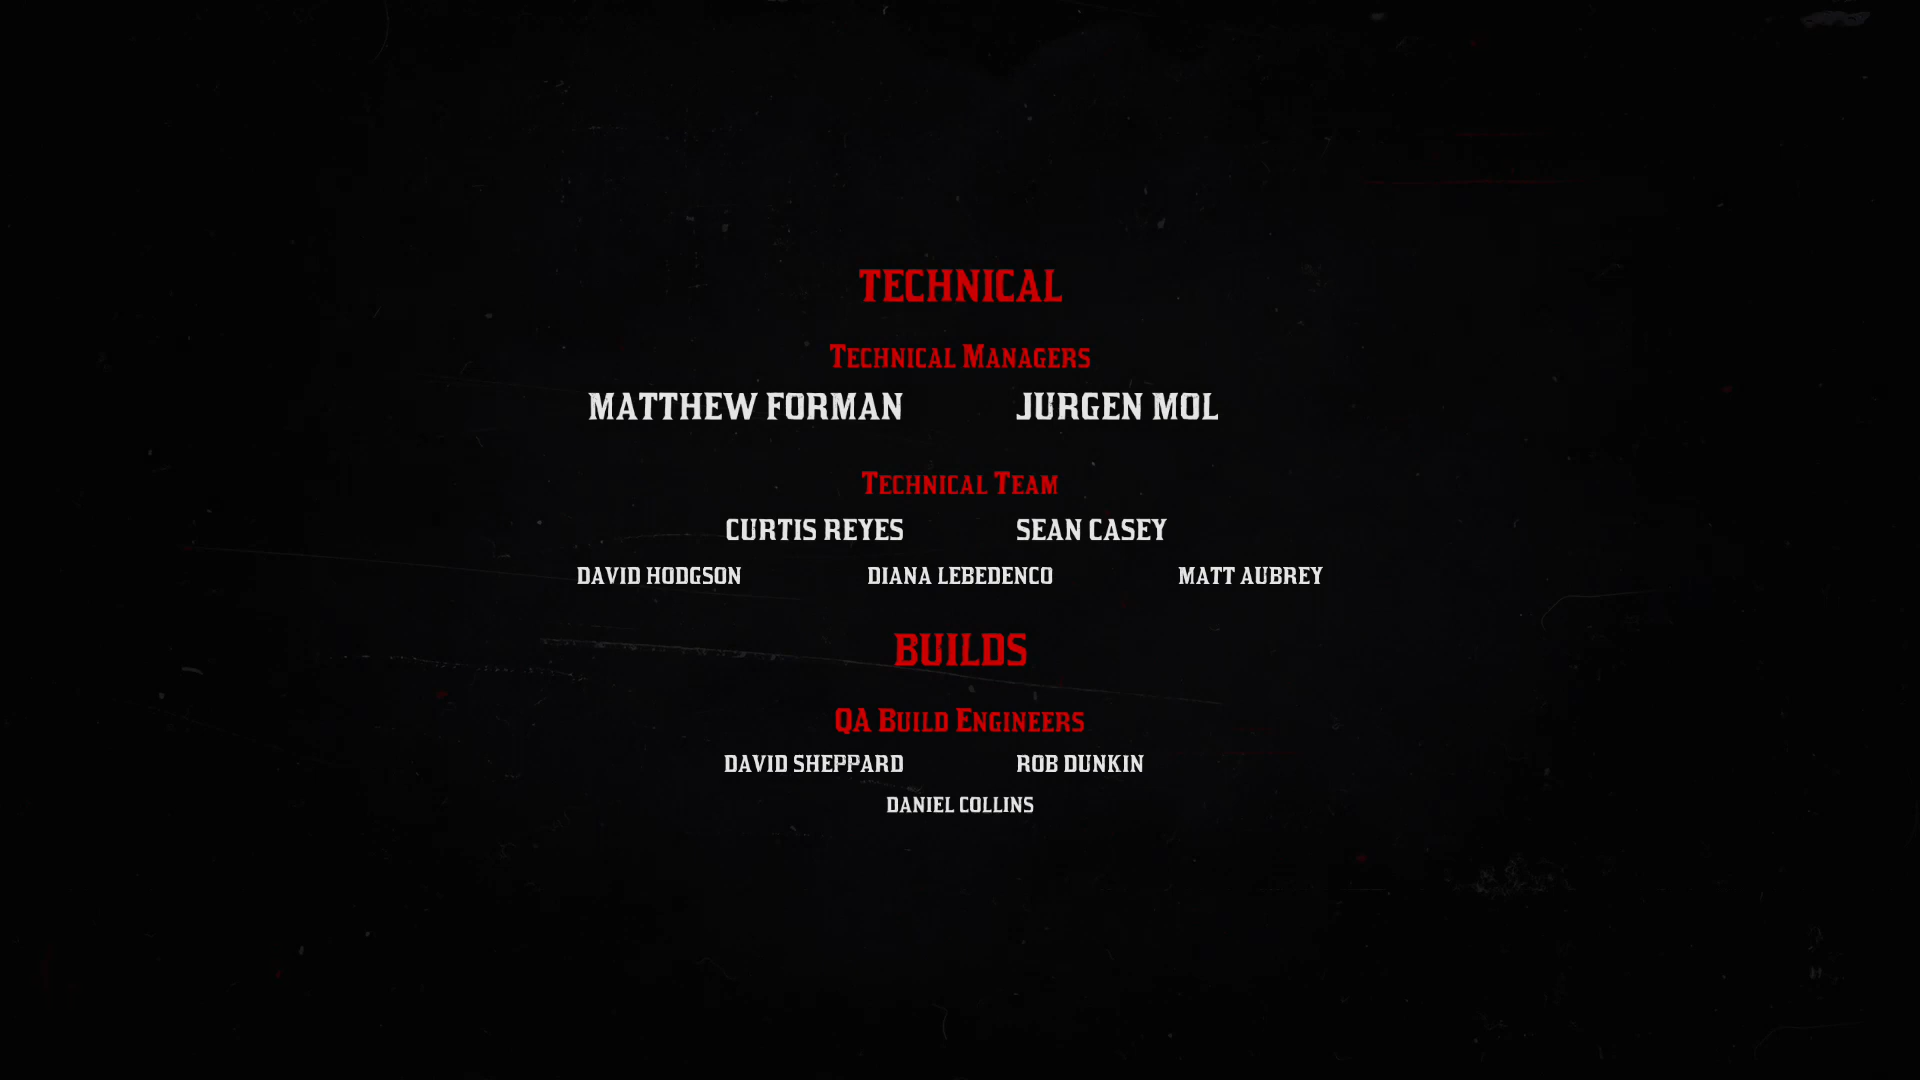 TECHNICAL
TECHNICAL MANAGERS
MATTHEW FORMAN JURGEN MOL
TECHNICAL TEAM
CURTIS REYES SEAN CASEY
DAVID HODGSON DIANA LEBEDENCO MATT AUBREY
BUILDS
QA BUILD ENGINEERS
DAVID SHEPPARD ROB DUNKIN
DANIEL COLLINS